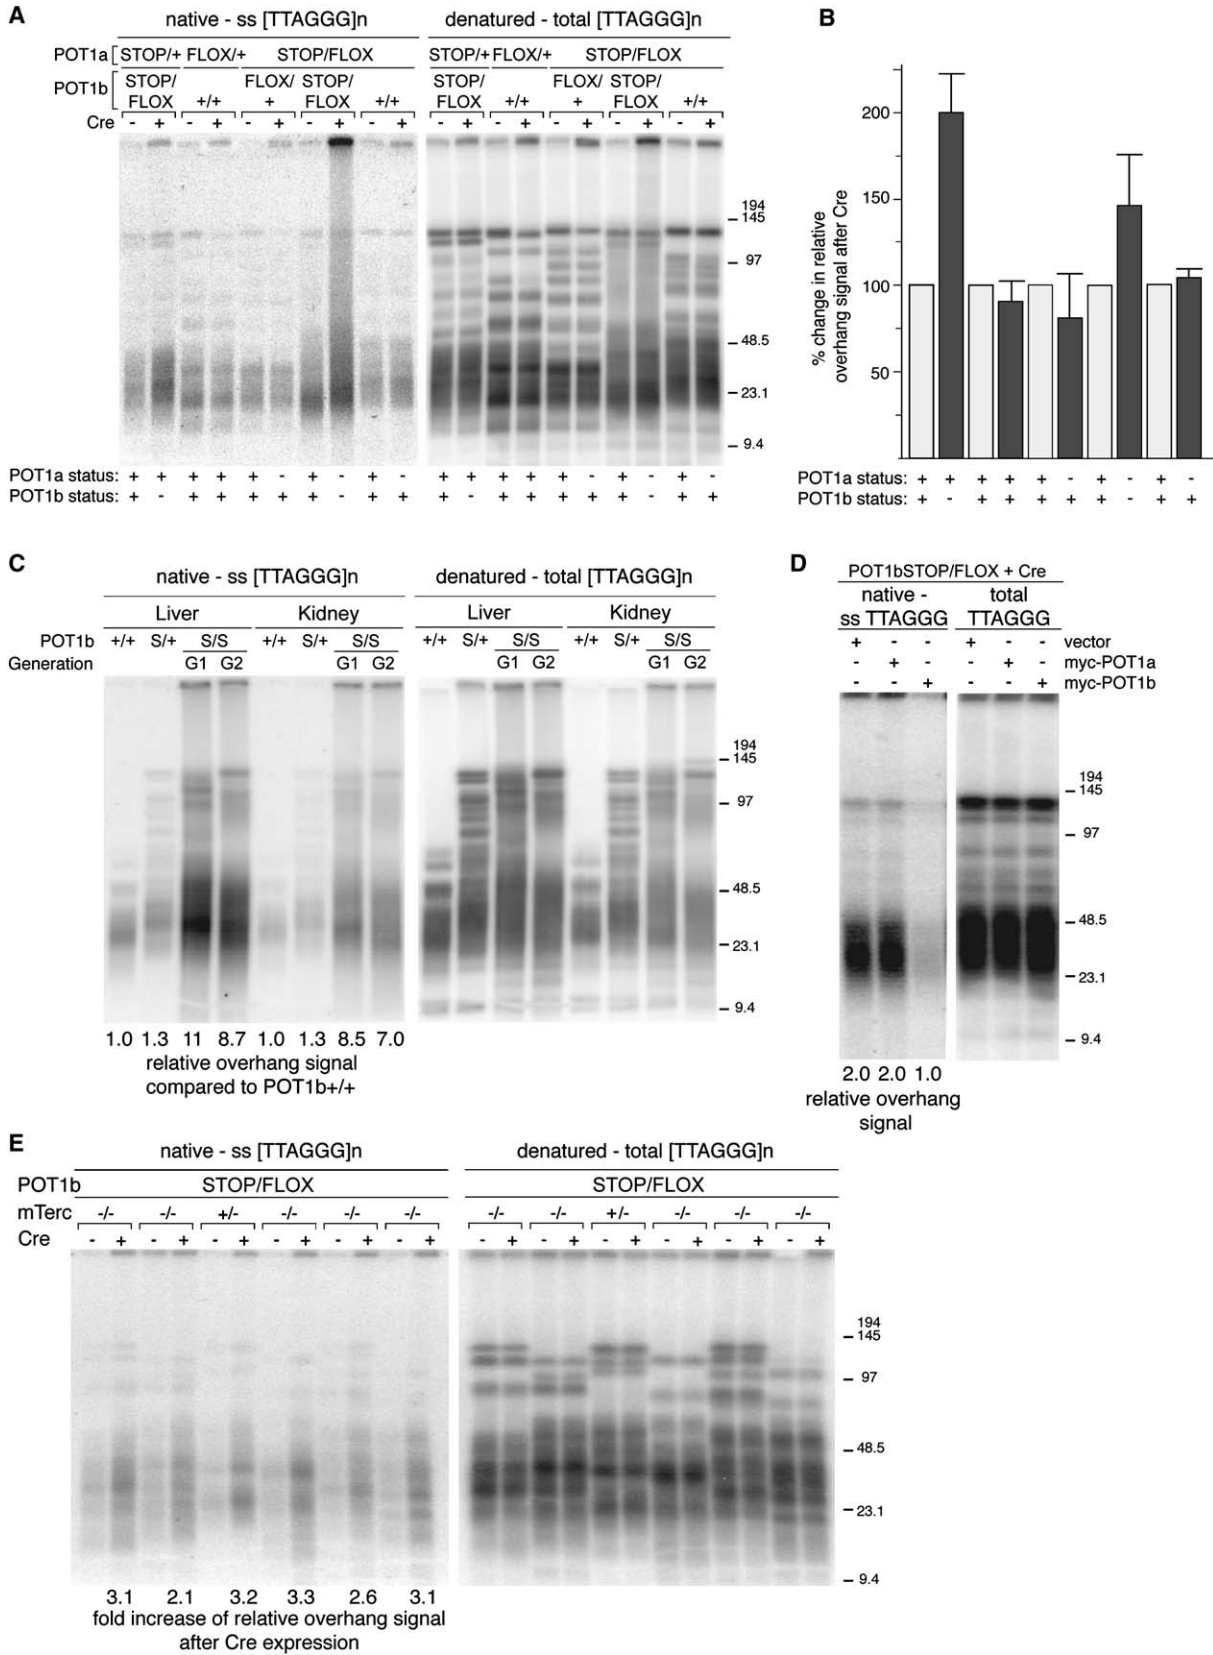 A
native - ss [TTAGGG]n
denatured - total [TTAGGG]n
POT1a STOP/+ FLOX/+ STOP/FLOX STOP/+ FLOX/+ STOP/FLOX
POT1b STOP/ FLOX/ STOP/ STOP/ FLOX/ STOP/
FLOX +/+ + FLOX +/+ FLOX +/+ + FLOX +/+
Cre - + - + - + - + - + - + - + - + - + - +
194
145
97
48.5
23.1
9.4
POT1a status: + + + + + - + - + - + + + + + - + - + -
POT1b status: + - + + + + + - + + + - + + + + + - + +
B
% change in relative
overhang signal after Cre
200
150
100
50
POT1a status: + + + + + - + - + -
POT1b status: + - + + + + + - + +
C
native - ss [TTAGGG]n
denatured - total [TTAGGG]n
Liver Kidney Liver Kidney
POT1b +/+ S/+ S/S +/+ S/+ S/S +/+ S/+ S/S +/+ S/+ S/S
Generation G1 G2 G1 G2 G1 G2 G1 G2
194
145
97
48.5
23.1
9.4
1.0 1.3 11 8.7 1.0 1.3 8.5 7.0
relative overhang signal
compared to POT1b+/+
D
POT1bSTOP/FLOX + Cre
native - total
ss TTAGGG TTAGGG
+ - - + - - vector
- + - - + - myc-POT1a
- - + - - + myc-POT1b
194
145
97
48.5
23.1
9.4
2.0 2.0 1.0
relative overhang
signal
E
native - ss [TTAGGG]n
denatured - total [TTAGGG]n
POT1b STOP/FLOX STOP/FLOX
mTerc -/- -/- +/- -/- -/- -/- -/- -/- +/- -/- -/- -/-
Cre - + - + - + - + - + - + - + - + - + - + - + - +
194
145
97
48.5
23.1
9.4
3.1 2.1 3.2 3.3 2.6 3.1
fold increase of relative overhang signal
after Cre expression